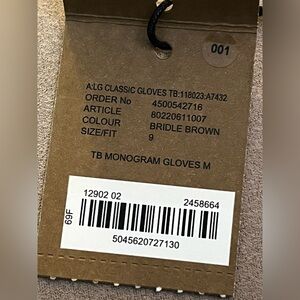 001
A:LG CLASSIC GLOVES TB:118023:A7432
ORDER No 4500542716
ARTICLE 80220611007
COLOUR BRIDLE BROWN
SIZE/FIT 9
TB MONOGRAM GLOVES M
12902 02 2458664
69F
5045620727130